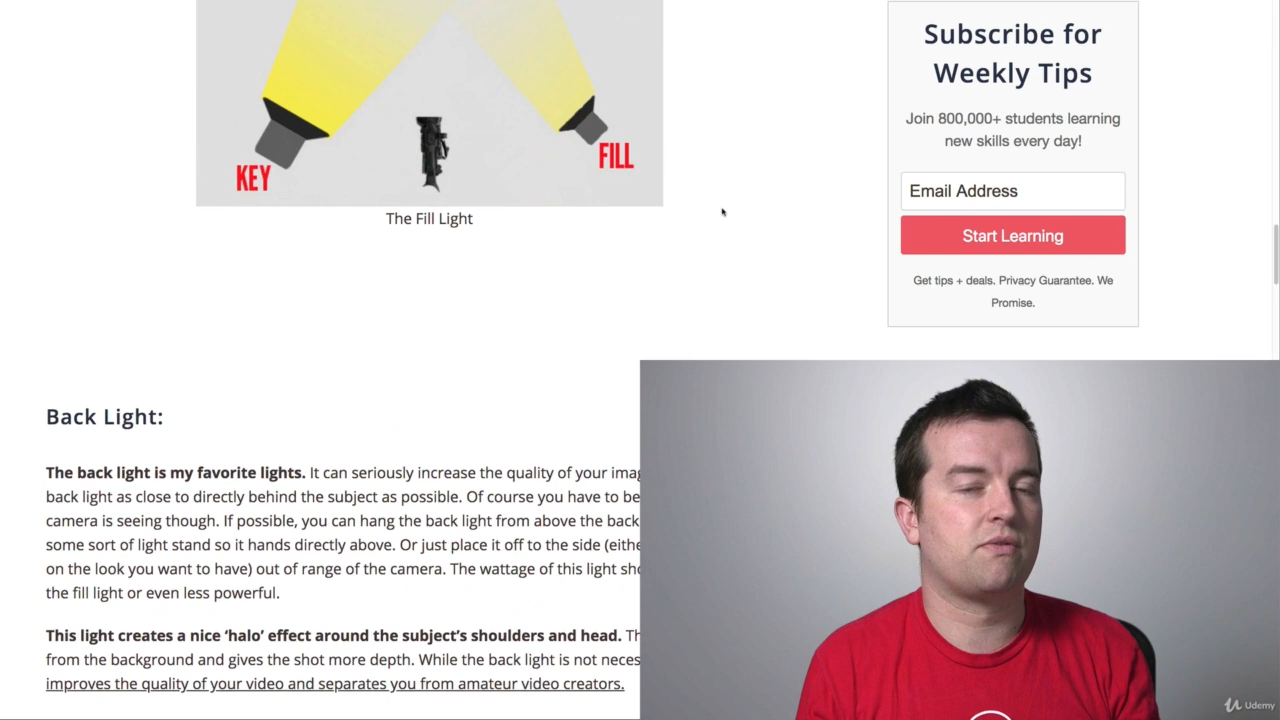 KEY
FILL
The Fill Light
Subscribe for
Weekly Tips
Join 800,000+ students learning
new skills every day!
Email Address
Start Learning
Get tips + deals. Privacy Guarantee. We
Promise.
Back Light:
The back light is my favorite lights. It can seriously increase the quality of your
back light as close to directly behind the subject as possible. Of course you have to be
camera is seeing though. If possible, you can hang the back light from above the back
some sort of light stand so it hands directly above. Or just place it off to the side
on the look you want to have) out of range of the camera. The wattage of this light
the fill light or even less powerful.
This light creates a nice ‘halo’ effect around the subject’s shoulders and head.
from the background and gives the shot more depth. While the back light is not
improves the quality of your video and separates you from amateur video creators.
Udemy